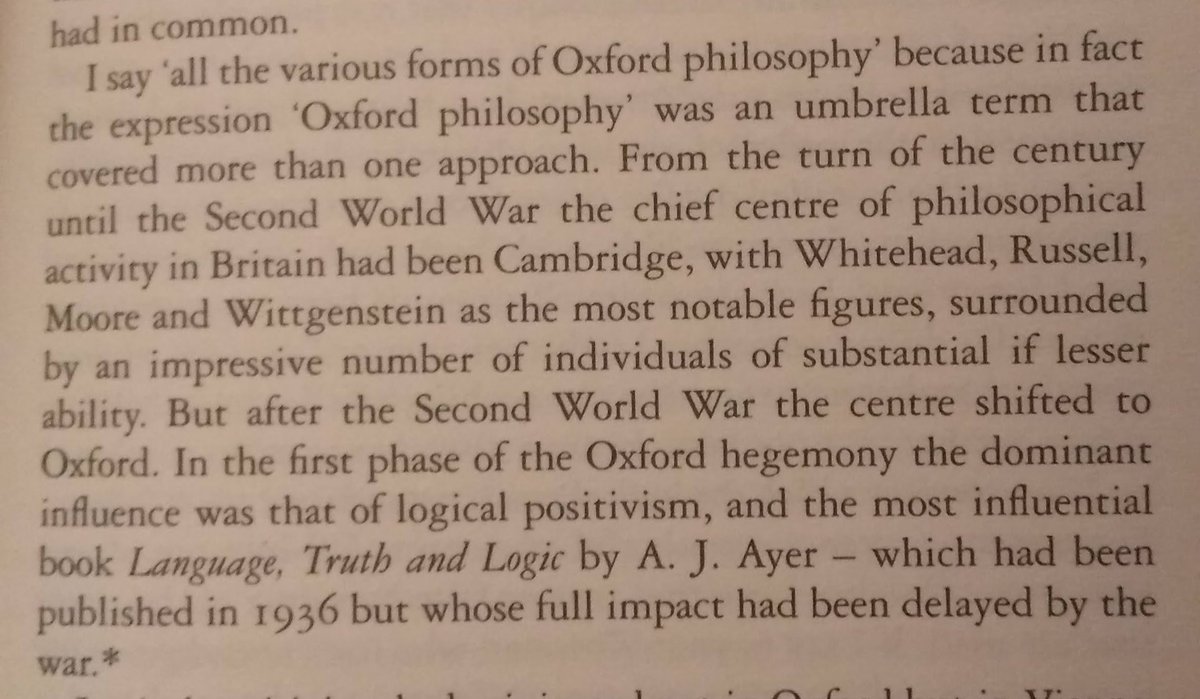 had in common.
I say ‘all the various forms of Oxford philosophy’ because in fact
the expression ‘Oxford philosophy’ was an umbrella term that
covered more than one approach. From the turn of the century
until the Second World War the chief centre of philosophical
activity in Britain had been Cambridge, with Whitehead, Russell,
Moore and Wittgenstein as the most notable figures, surrounded
by an impressive number of individuals of substantial if lesser
ability. But after the Second World War the centre shifted to
Oxford. In the first phase of the Oxford hegemony the dominant
influence was that of logical positivism, and the most influential
book Language, Truth and Logic by A. J. Ayer – which had been
published in 1936 but whose full impact had been delayed by the
war.*